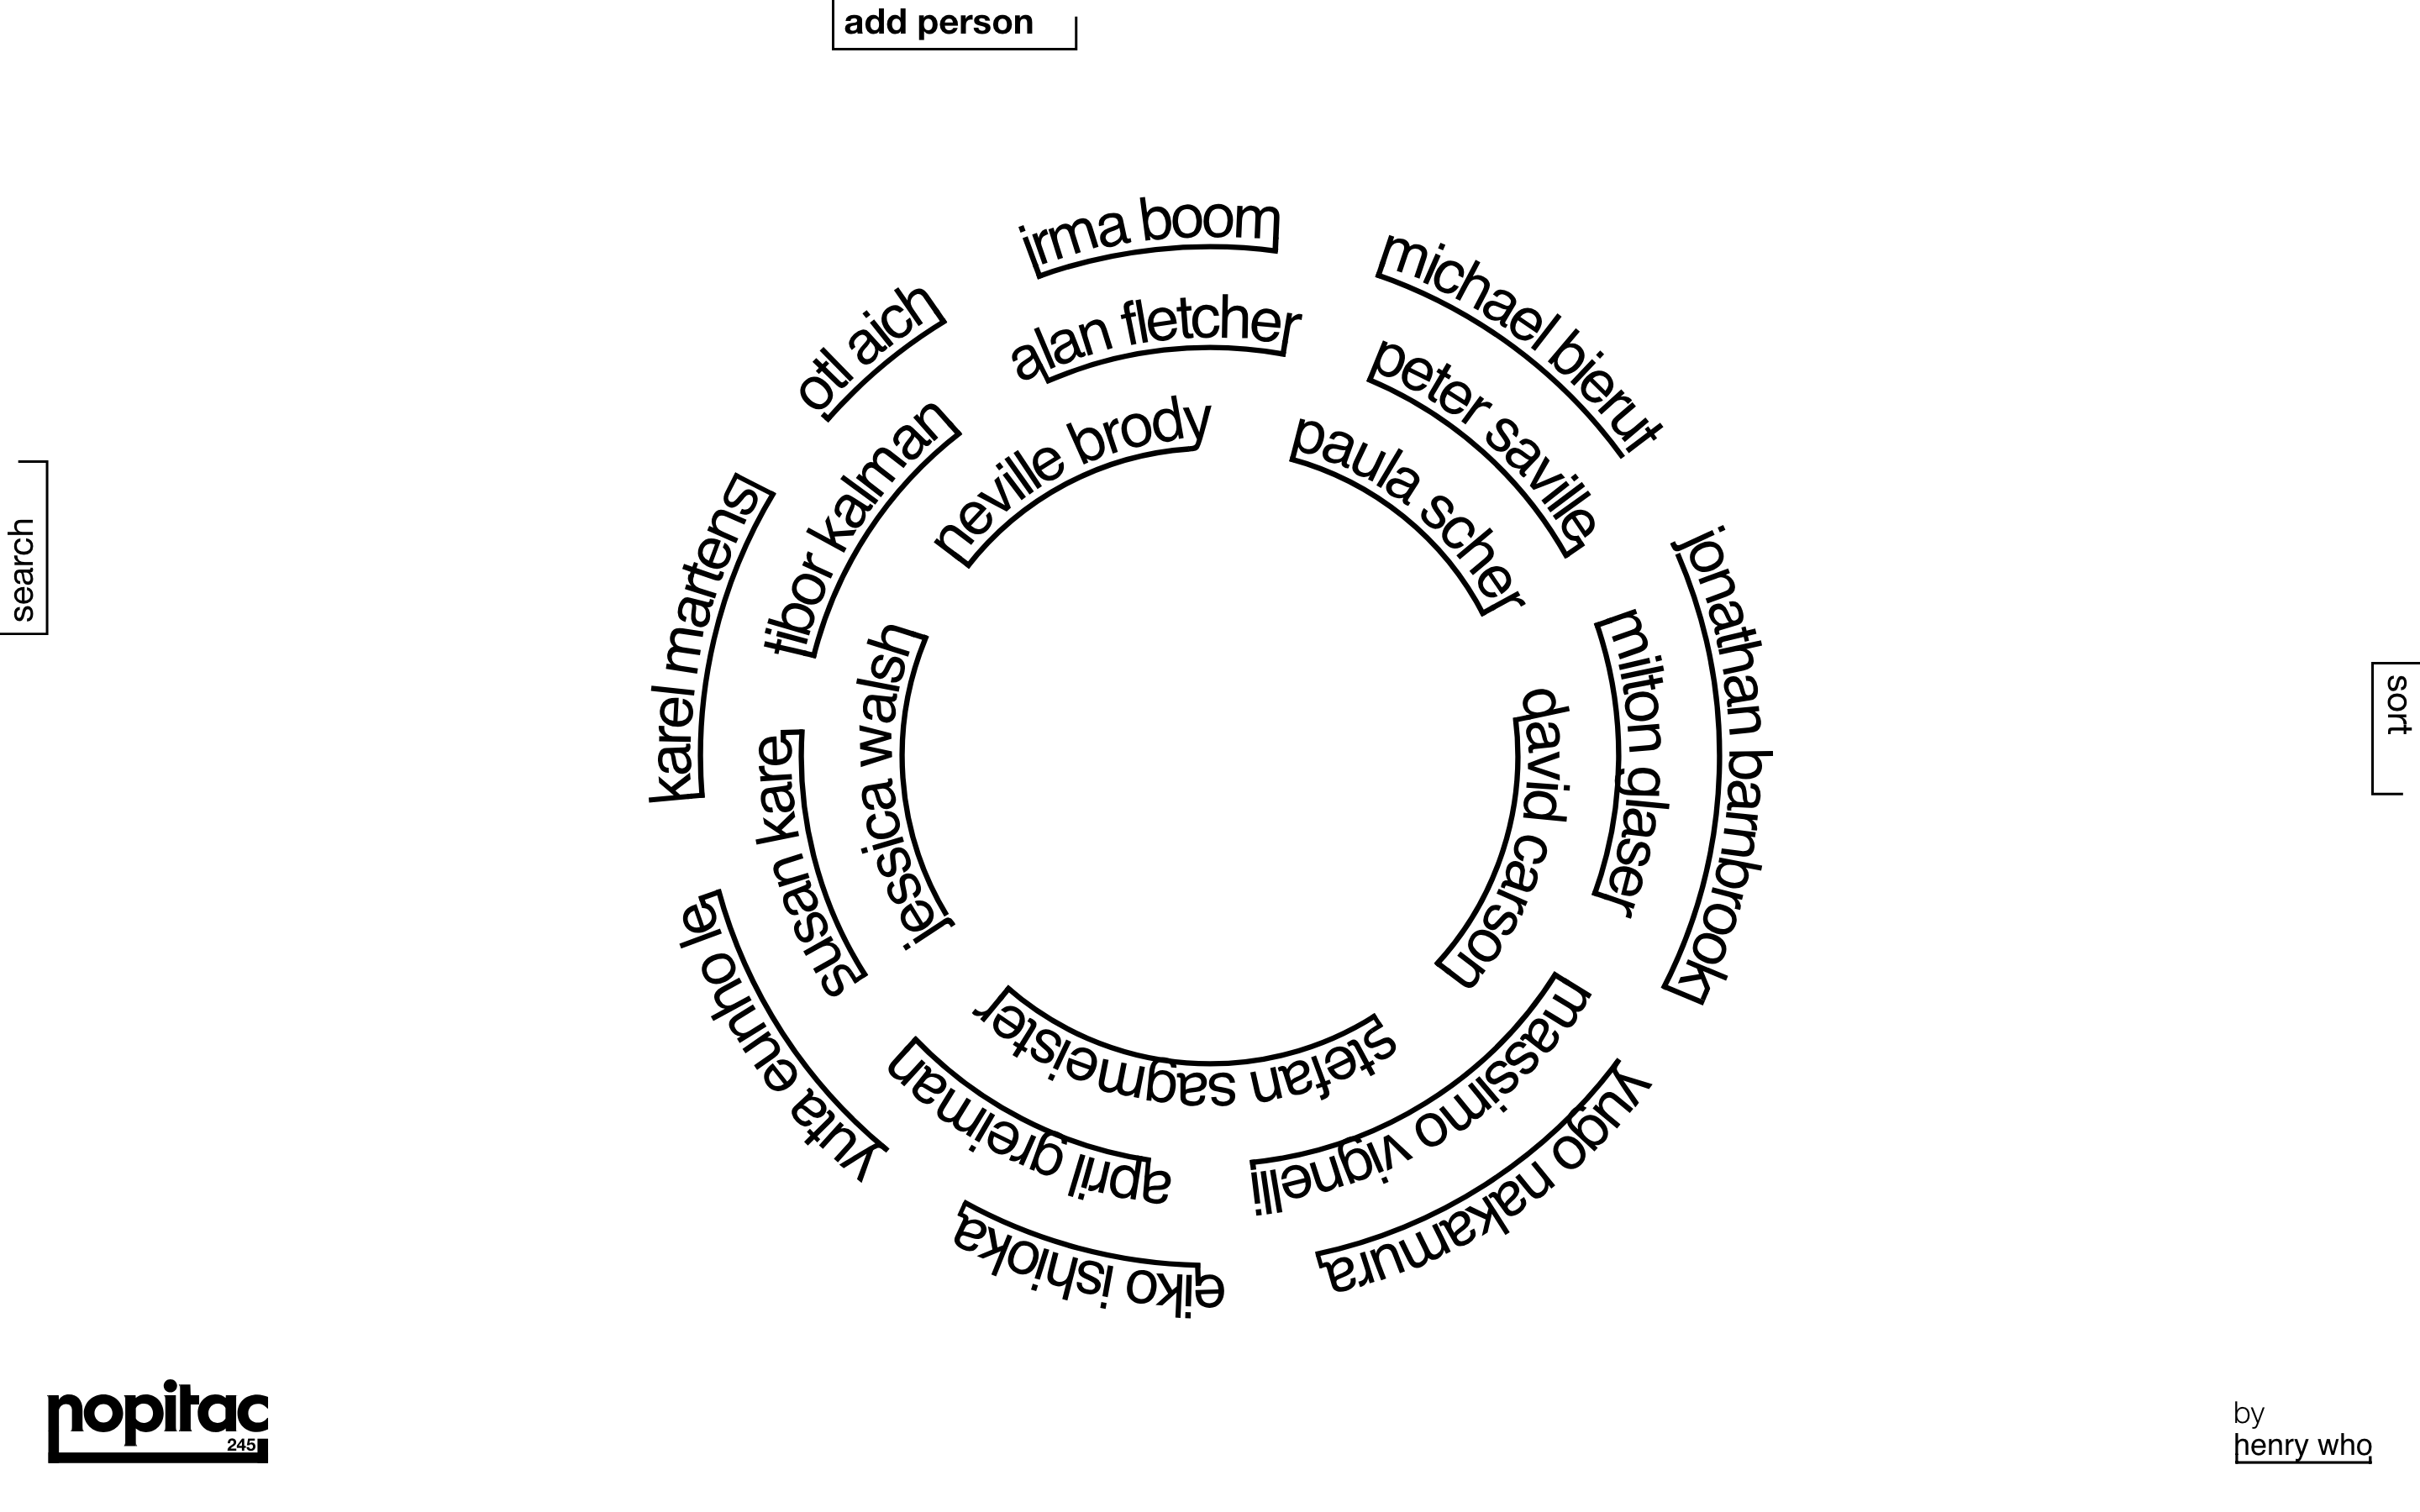 add person
irma boom
michael bierut
jonathan barnbrook
yugo nakamura
eiko ishioka
yuta eunho le
karel martens
otl aich
alan fletcher
peter saville
milton glaser
massimo vignelli
april greiman
susan kare
tibor kalman
neville brody
paula scher
david carson
stefan sagmeister
jessica walsh
search
sort
nopitac
245
by
henry who